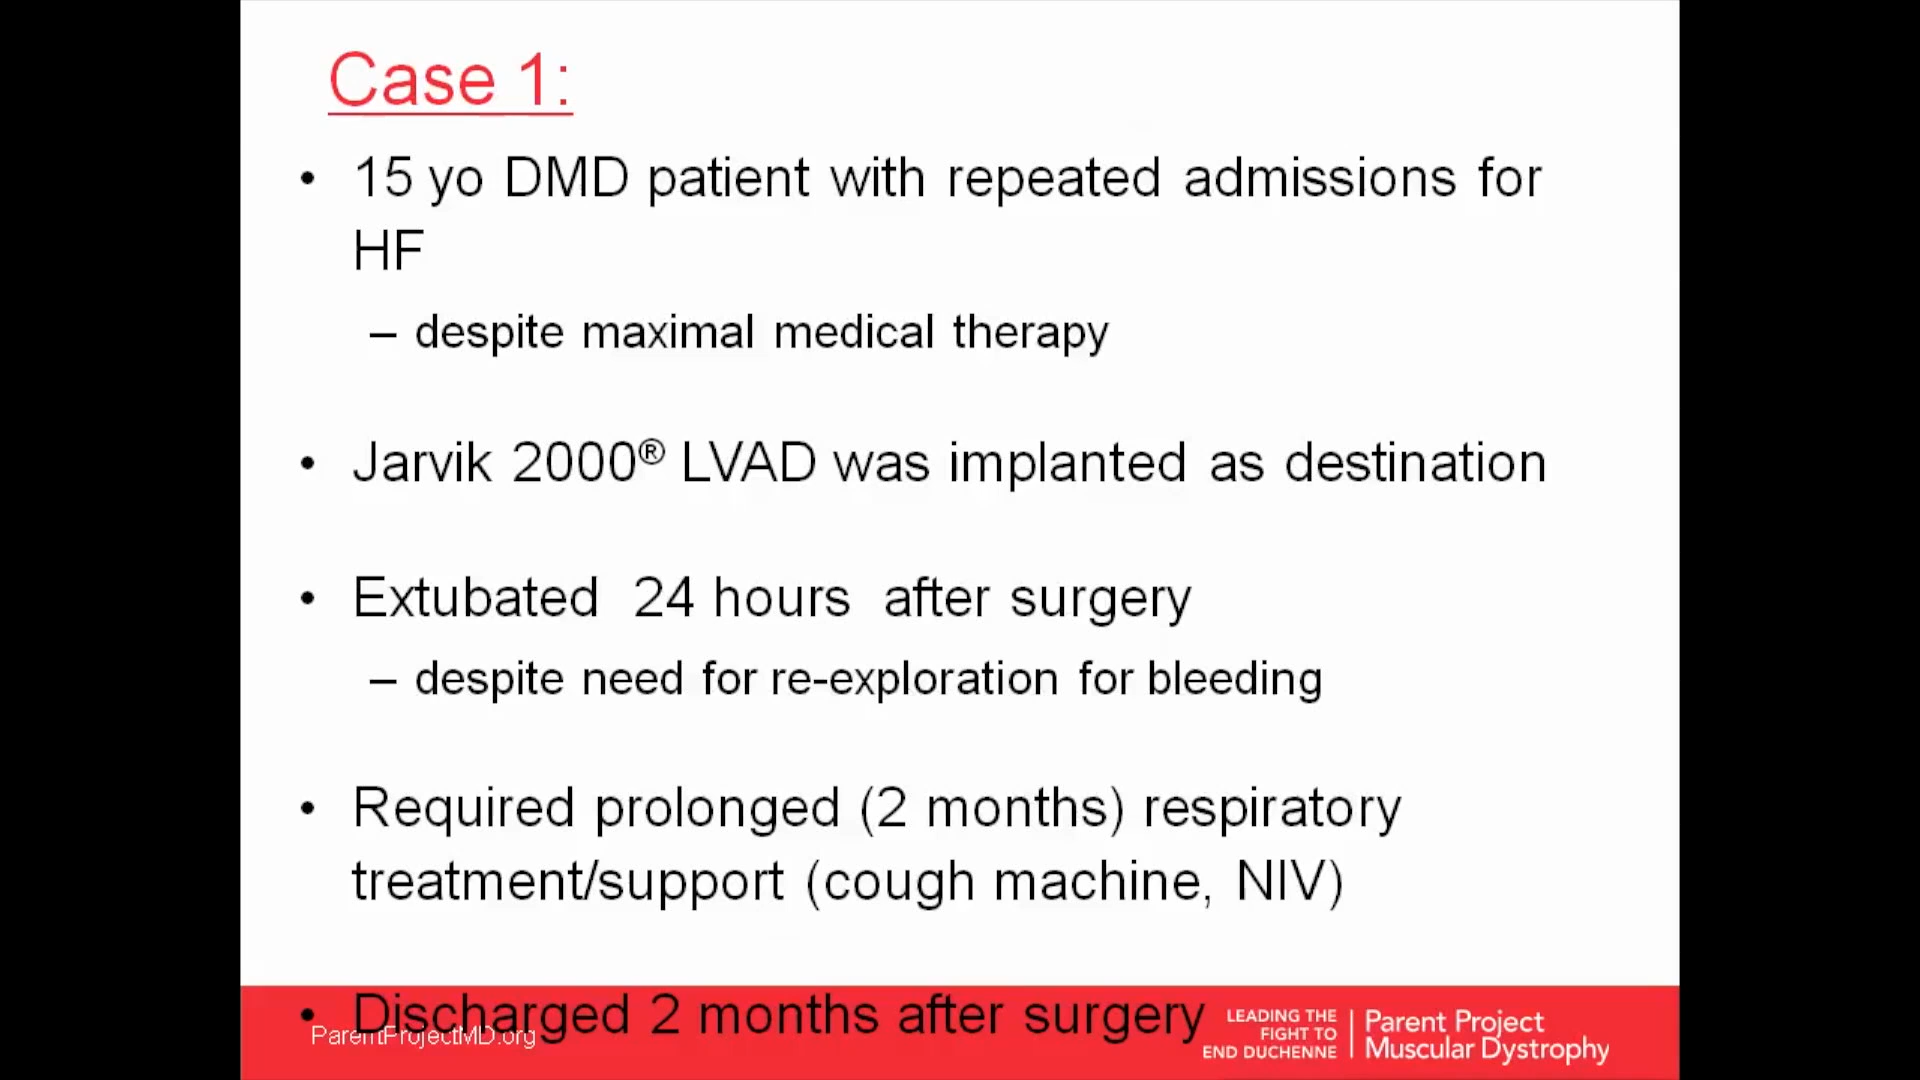 Case 1:
• 15 yo DMD patient with repeated admissions for
HF
– despite maximal medical therapy
• Jarvik 2000® LVAD was implanted as destination
• Extubated 24 hours after surgery
– despite need for re-exploration for bleeding
• Required prolonged (2 months) respiratory
treatment/support (cough machine, NIV)
• Discharged 2 months after surgery
ParentProjectMD.org
LEADING THE
FIGHT TO
END DUCHENNE
Parent Project
Muscular Dystrophy